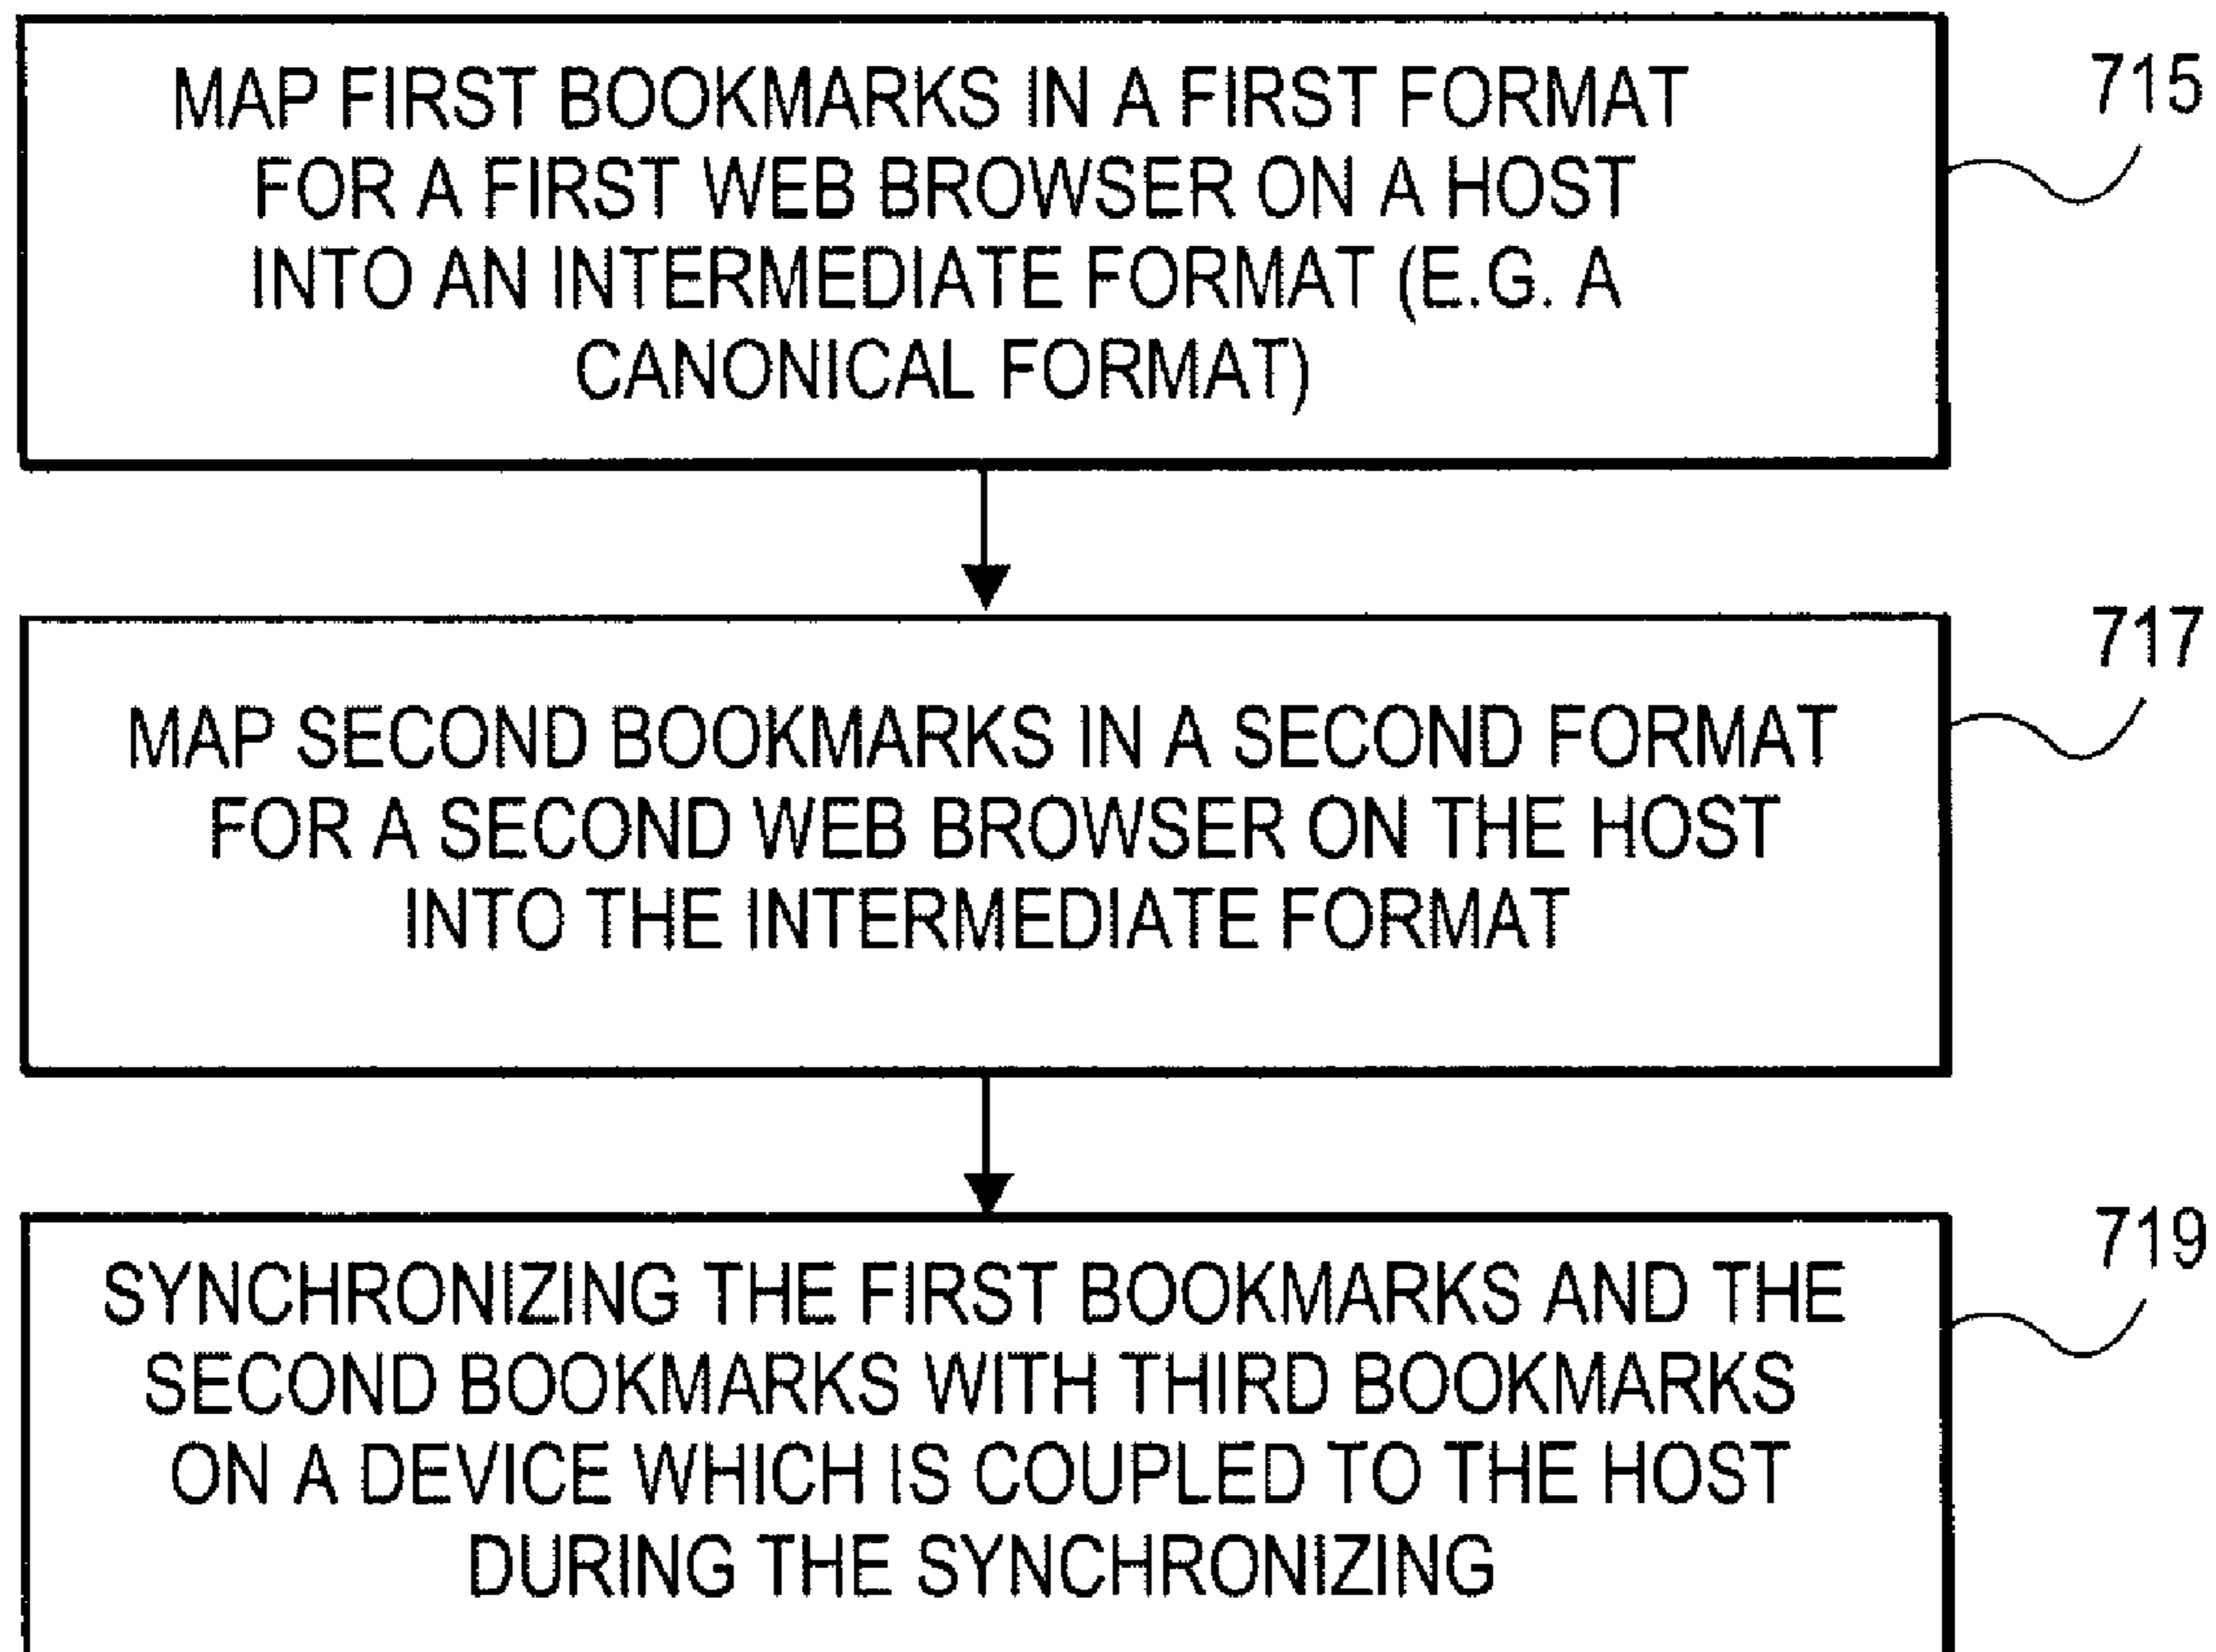 MAP FIRST BOOKMARKS IN A FIRST FORMAT
FOR A FIRST WEB BROWSER ON A HOST
INTO AN INTERMEDIATE FORMAT (E.G. A
CANONICAL FORMAT)
715
MAP SECOND BOOKMARKS IN A SECOND FORMAT
FOR A SECOND WEB BROWSER ON THE HOST
INTO THE INTERMEDIATE FORMAT
717
SYNCHRONIZING THE FIRST BOOKMARKS AND THE
SECOND BOOKMARKS WITH THIRD BOOKMARKS
ON A DEVICE WHICH IS COUPLED TO THE HOST
DURING THE SYNCHRONIZING
719